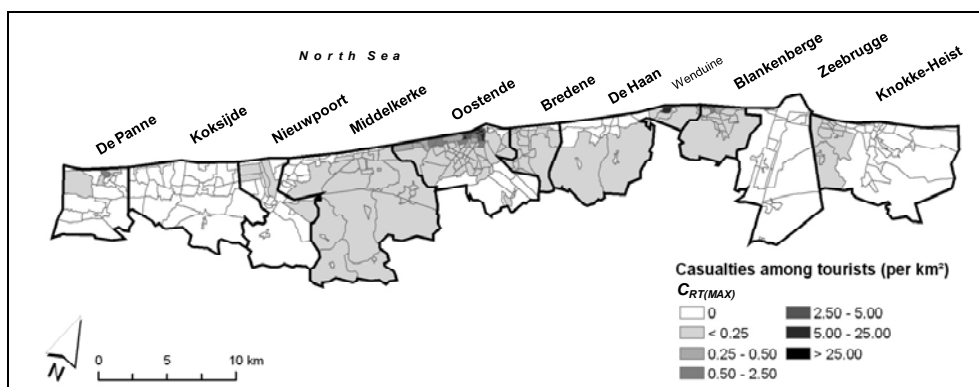 North Sea
De Panne
Koksijde
Nieuwpoort
Middelkerke
Oostende
Bredene
De Haan
Wenduine
Blankenberge
Zeebrugge
Knokke-Heist
Casualties among tourists (per km²)
CRT(MAX)
0
< 0.25
0.25 - 0.50
0.50 - 2.50
2.50 - 5.00
5.00 - 25.00
> 25.00
N
0 5 10 km